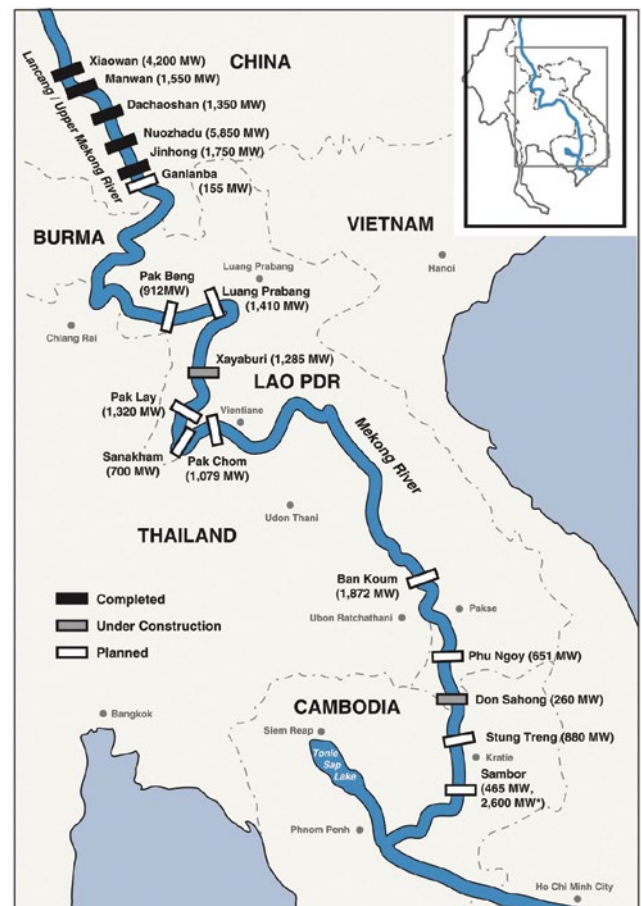 Xiaowan (4,200 MW)
CHINA
Manwan (1,550 MW)
Lancang / Upper Mekong River
Dachaoshan (1,350 MW)
Nuozhadu (5,850 MW)
Jinhong (1,750 MW)
Ganlanba
(155 MW)
VIETNAM
BURMA
Hanoi
Luang Prabang
Pak Beng
(912MW)
Luang Prabang
(1,410 MW)
Chiang Rai
Xayaburi (1,285 MW)
LAO PDR
Pak Lay
(1,320 MW)
Vientiane
Sanakham
(700 MW)
Pak Chom
(1,079 MW)
Mekong River
Udon Thani
THAILAND
Ban Koum
(1,872 MW)
Completed
Under Construction
Planned
Ubon Ratchathani
Pakse
Phu Ngoy (651 MW)
CAMBODIA
Don Sahong (260 MW)
Bangkok
Siem Reap
Stung Treng (880 MW)
Tonle
Sap
Lake
Kratie
Sambor
(465 MW,
2,600 MW*)
Phnom Penh
Ho Chi Minh City